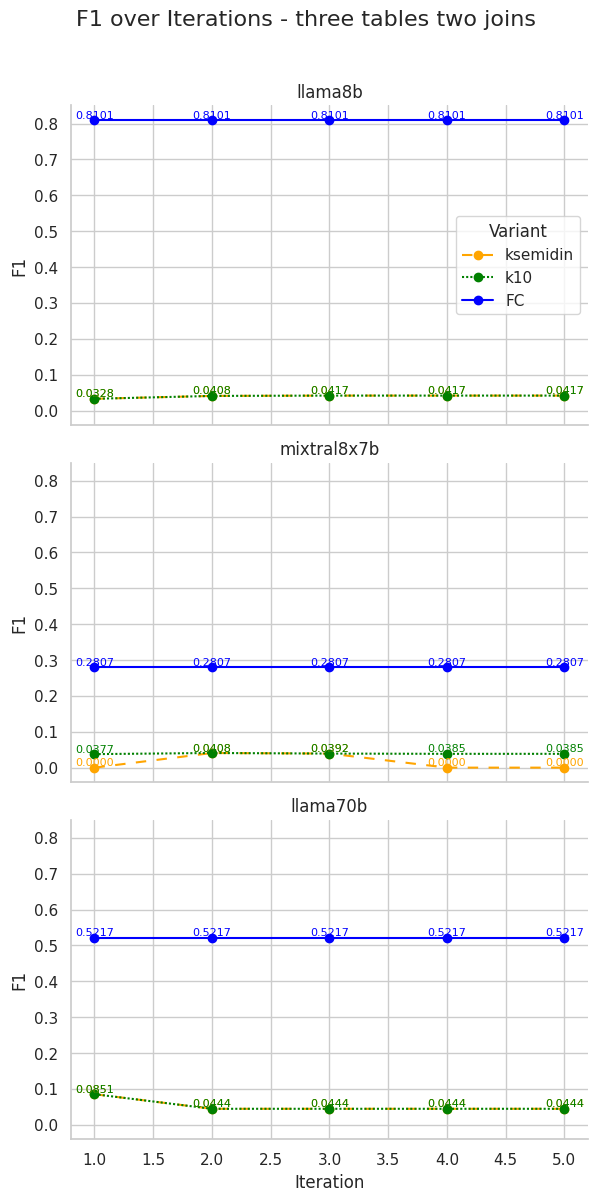 F1 over Iterations - three tables two joins
llama8b
0.8101 0.8101 0.8101 0.8101 0.8101
0.8
0.7
0.6
0.5
0.4
0.3
0.2
0.1
0.0
F1
Variant
ksemidin
k10
FC
0.0328 0.0408 0.0417 0.0417 0.0417
mixtral8x7b
0.8
0.7
0.6
0.5
0.4
0.3
0.2
0.1
0.0
F1
0.2807 0.2807 0.2807 0.2807 0.2807
0.0377 0.0408 0.0392 0.0385 0.0385
0.0000 0.0000 0.0000
llama70b
0.8
0.7
0.6
0.5
0.4
0.3
0.2
0.1
0.0
F1
0.5217 0.5217 0.5217 0.5217 0.5217
0.0851 0.0444 0.0444 0.0444 0.0444
1.0 1.5 2.0 2.5 3.0 3.5 4.0 4.5 5.0
Iteration